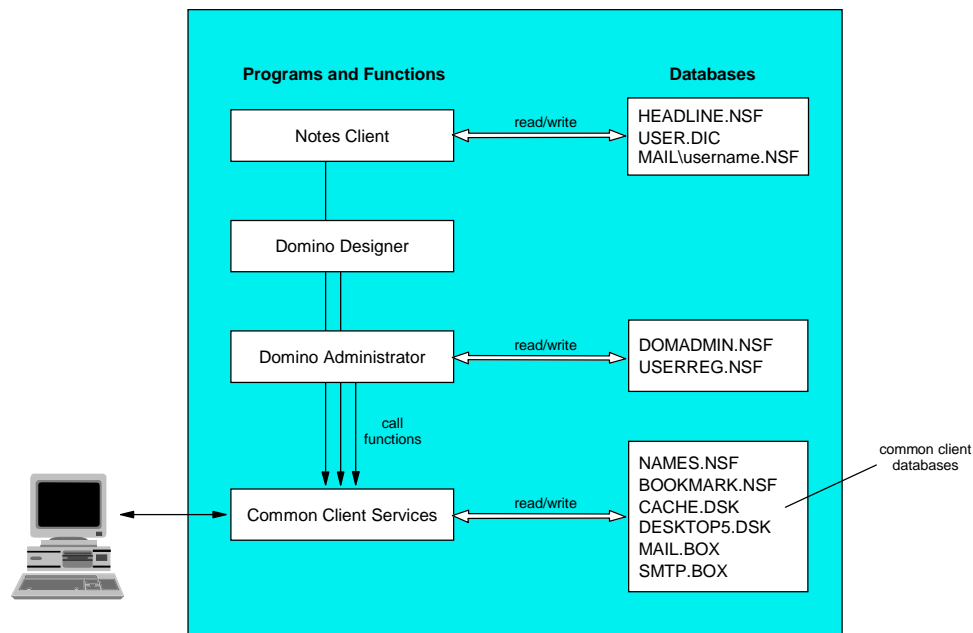 Programs and Functions
Databases
Notes Client
read/write
HEADLINE.NSF
USER.DIC
MAIL\username.NSF
Domino Designer
Domino Administrator
read/write
DOMADMIN.NSF
USERREG.NSF
call
functions
Common Client Services
read/write
NAMES.NSF
BOOKMARK.NSF
CACHE.DSK
DESKTOP5.DSK
MAIL.BOX
SMTP.BOX
common client
databases